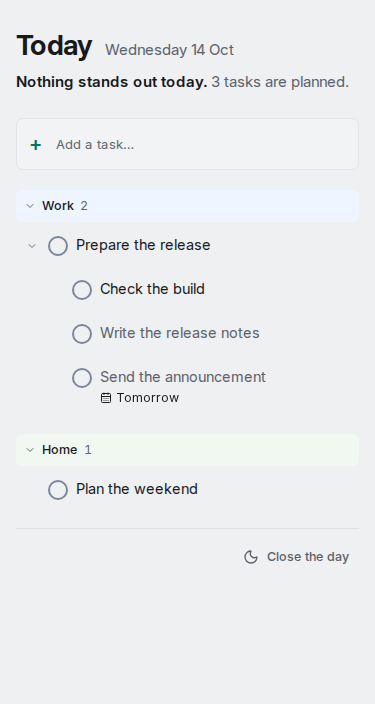 Today Wednesday 14 Oct
Nothing stands out today. 3 tasks are planned.
+ Add a task...
Work 2
Prepare the release
Check the build
Write the release notes
Send the announcement
Tomorrow
Home 1
Plan the weekend
Close the day